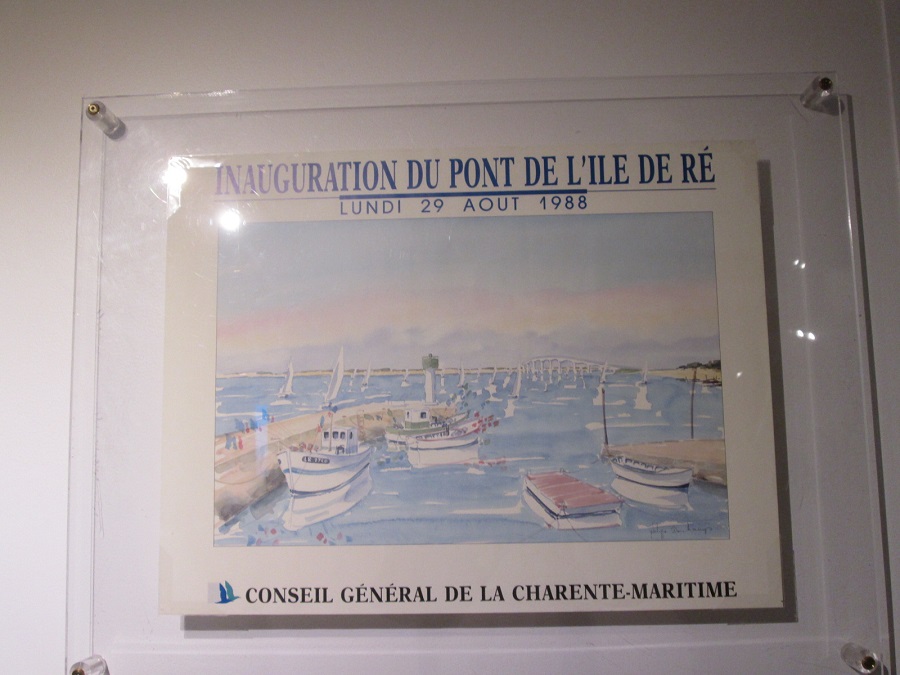 INAUGURATION DU PONT DE L'ILE DE RÉ
LUNDI 29 AOUT 1988
CONSEIL GÉNÉRAL DE LA CHARENTE-MARITIME